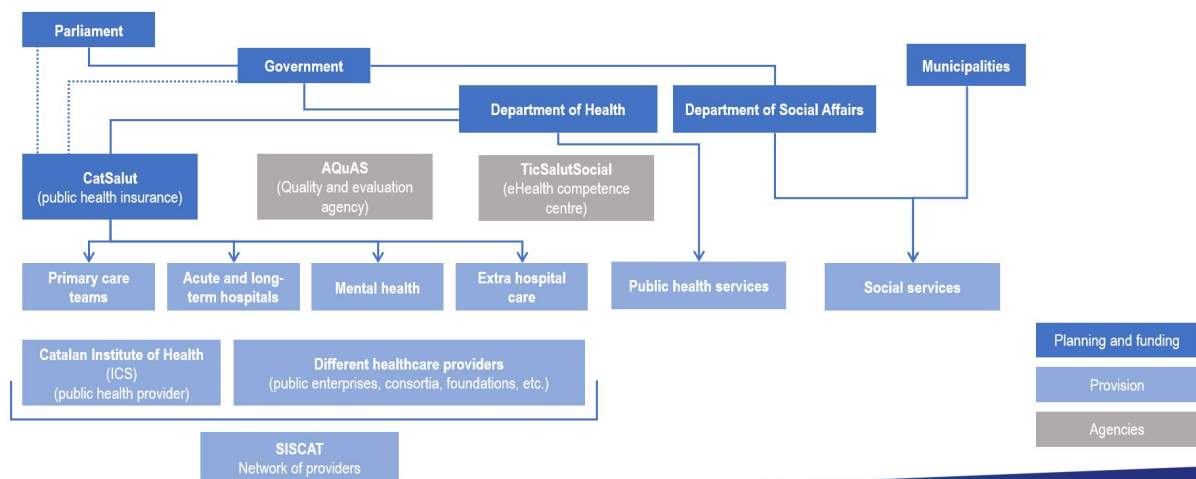 Parliament
Government
Municipalities
Department of Health
Department of Social Affairs
CatSalut
(public health insurance)
AQuAS
(Quality and evaluation
agency)
TicSalutSocial
(eHealth competence
centre)
Primary care
teams
Acute and long-
term hospitals
Mental health
Extra hospital
care
Public health services
Social services
Catalan Institute of Health
(ICS)
(public health provider)
Different healthcare providers
(public enterprises, consortia, foundations, etc.)
Planning and funding
Provision
Agencies
SISCAT
Network of providers